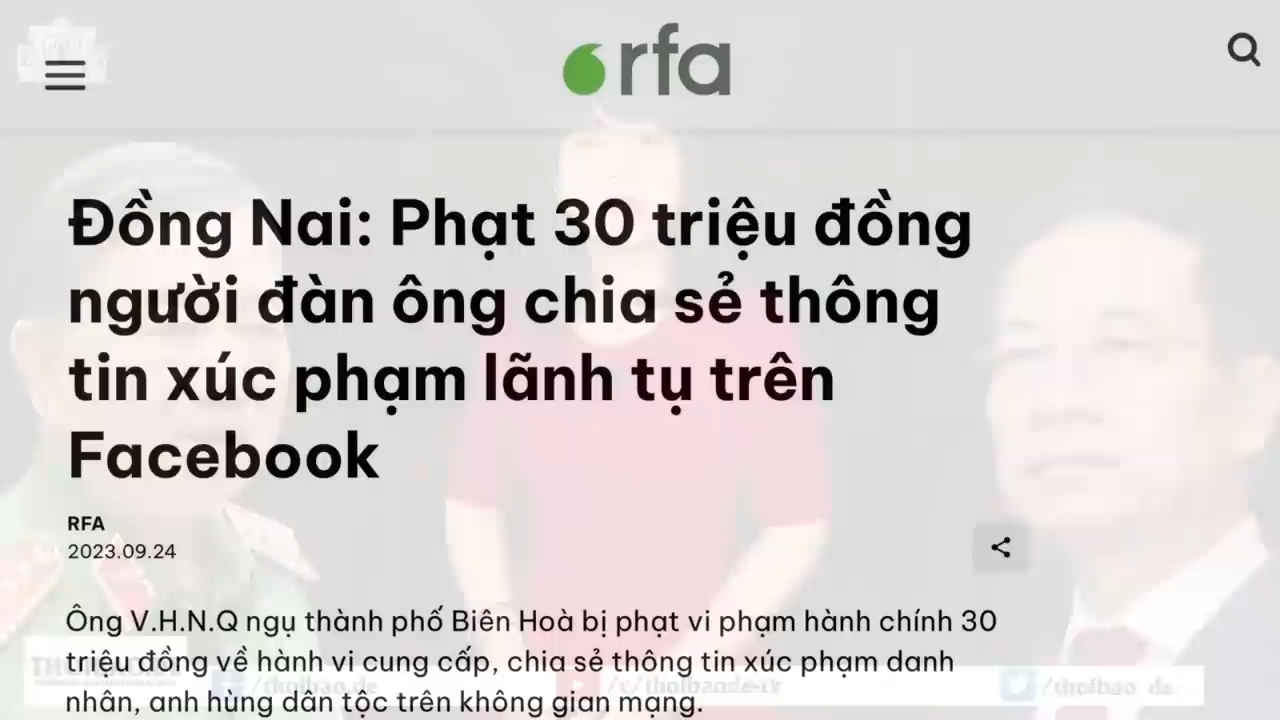 rfa
Đồng Nai: Phạt 30 triệu đồng
người đàn ông chia sẻ thông
tin xúc phạm lãnh tụ trên
Facebook
RFA
2023.09.24
Ông V.H.N.Q ngụ thành phố Biên Hoà bị phạt vi phạm hành chính 30
triệu đồng về hành vi cung cấp, chia sẻ thông tin xúc phạm danh
/thoibao.de
nhân, anh hùng dân tộc trên không gian mạng.